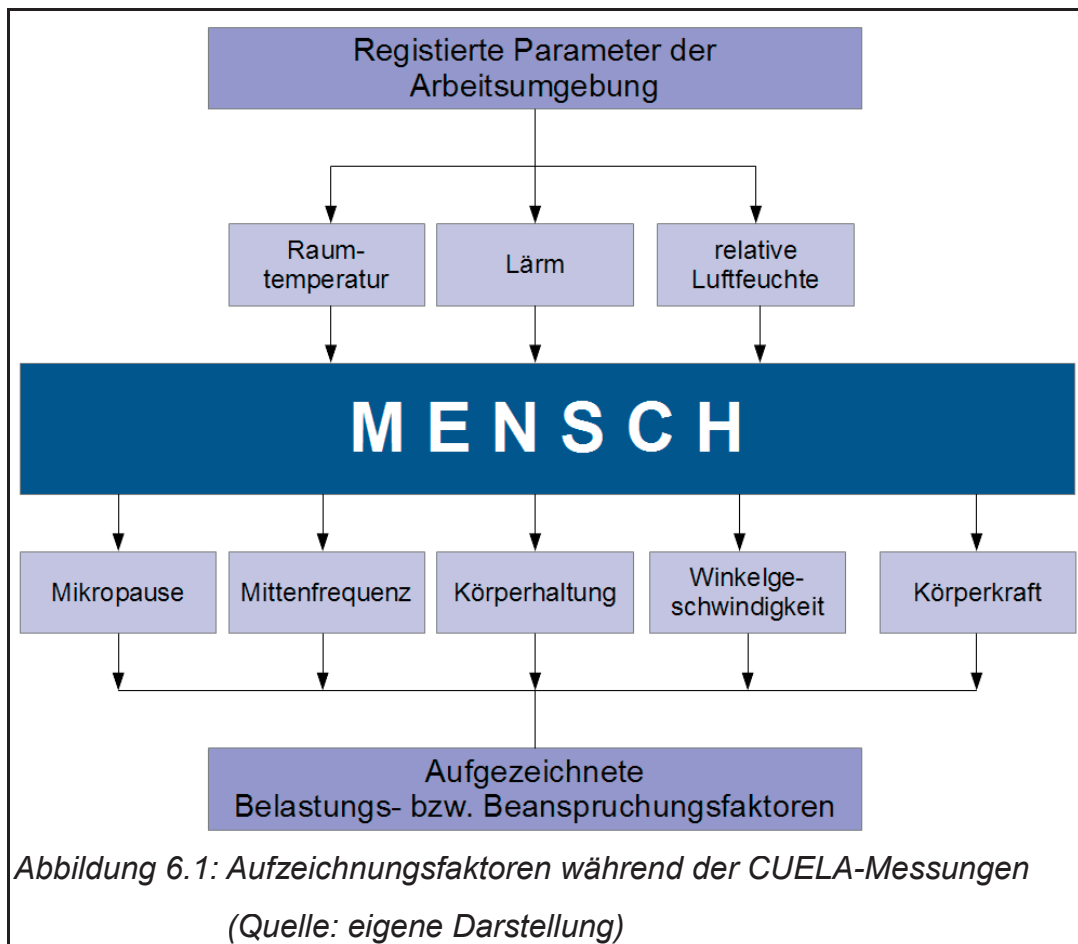 Registierte Parameter der
Arbeitsumgebung
Raum-
temperatur
Lärm
relative
Luftfeuchte
M E N S C H
Mikropause
Mittenfrequenz
Körperhaltung
Winkelge-
schwindigkeit
Körperkraft
Aufgezeichnete
Belastungs- bzw. Beanspruchungsfaktoren
Abbildung 6.1: Aufzeichnungsfaktoren während der CUELA-Messungen
(Quelle: eigene Darstellung)